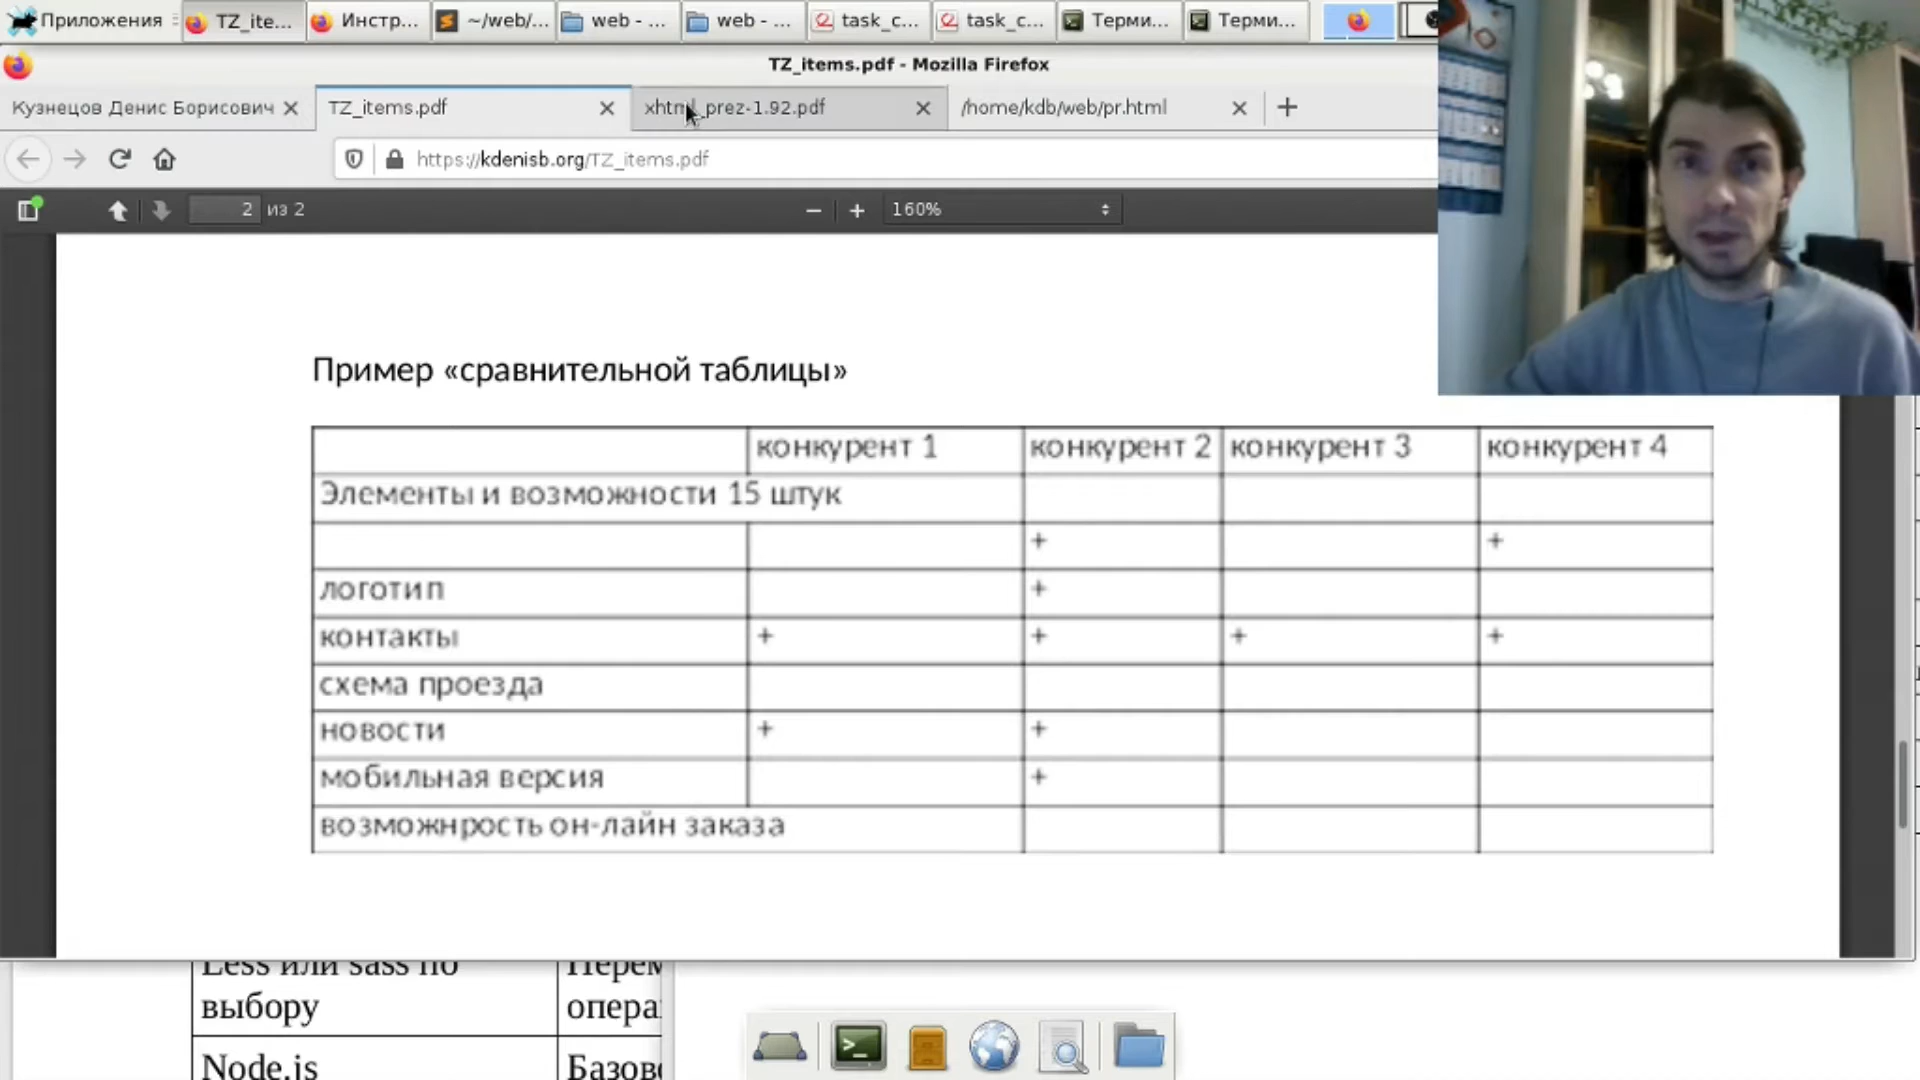 Приложения TZ_ite... Инстр... ~/web/... web - ... web - ... task_c... task_c... Терми... Терми...
TZ_items.pdf - Mozilla Firefox
Кузнецов Денис Борисович TZ_items.pdf xhtml_prez-1.92.pdf /home/kdb/web/pr.html
https://kdenisb.org/TZ_items.pdf
2 из 2 160%
Пример «сравнительной таблицы»
конкурент 1 конкурент 2 конкурент 3 конкурент 4
Элементы и возможности 15 штук
+ +
логотип +
контакты + + + +
схема проезда
новости + +
мобильная версия +
возможнрость он-лайн заказа
Less или sass по
выбору опера
Node.js Базов